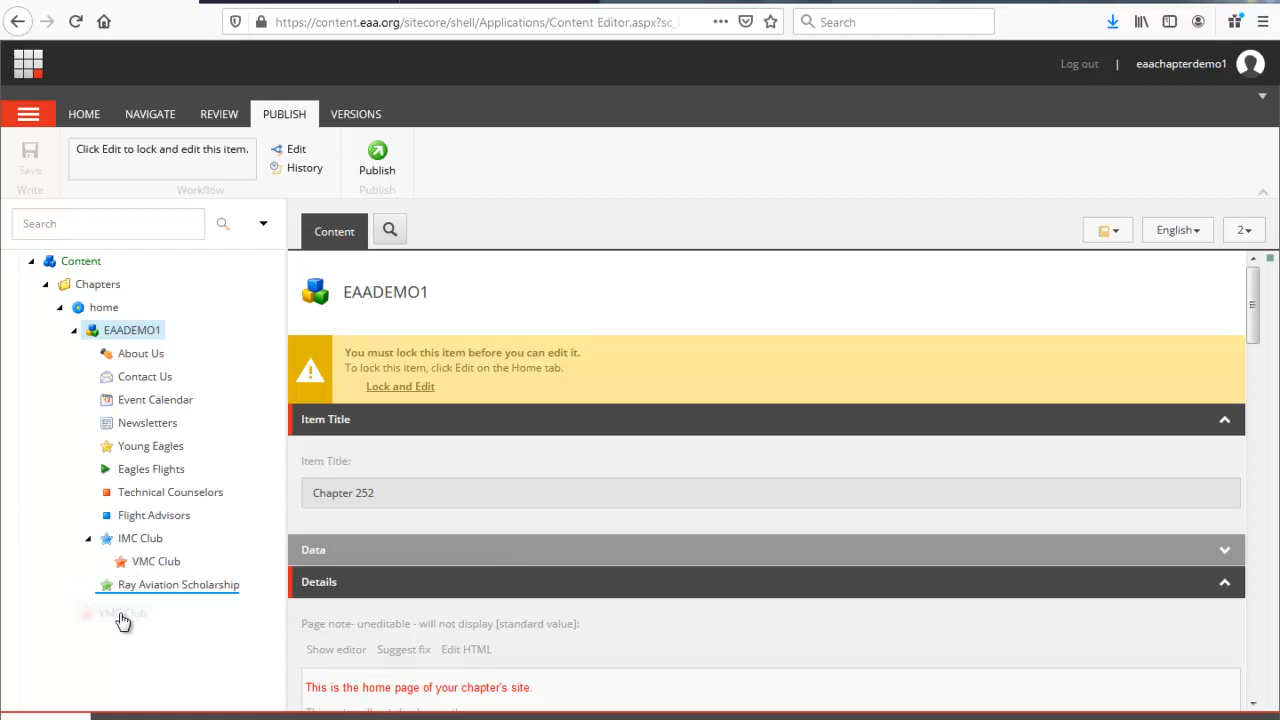 https://content.eaa.org/sitecore/shell/Applications/Content Editor.aspx?sc_
Search
Log out | eaachapterdemo1
HOME NAVIGATE REVIEW PUBLISH VERSIONS
Save
Write
Click Edit to lock and edit this item.
Edit
History
Workflow
Publish
Publish
Search
Content
English
2
Content
Chapters
home
EAADEMO1
About Us
Contact Us
Event Calendar
12
Newsletters
Young Eagles
Eagles Flights
Technical Counselors
Flight Advisors
IMC Club
VMC Club
Ray Aviation Scholarship
VMC Club
EAADEMO1
You must lock this item before you can edit it.
To lock this item, click Edit on the Home tab.
Lock and Edit
Item Title
Item Title:
Chapter 252
Data
Details
Page note- uneditable - will not display [standard value]:
Show editor Suggest fix Edit HTML
This is the home page of your chapter's site.